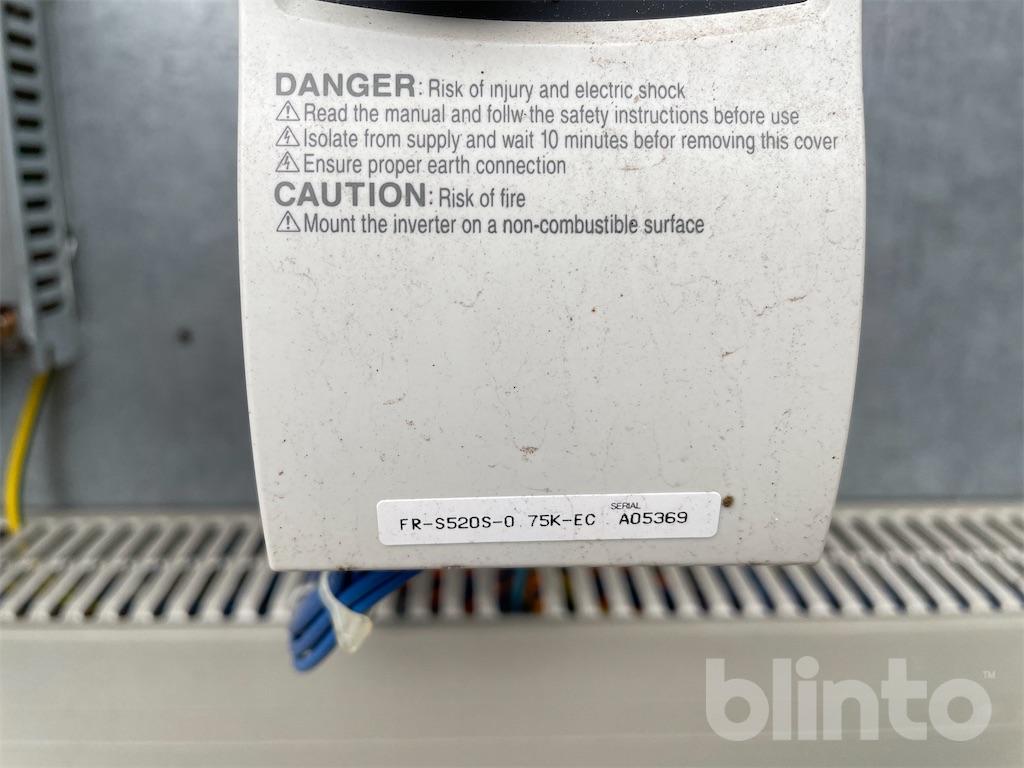 DANGER: Risk of injury and electric shock
Read the manual and follw the safety instructions before use
Isolate from supply and wait 10 minutes befor removing this cover
Ensure proper earth connection
CAUTION: Risk of fire
Mount the inverter on a non-combustible surface
FR-S520S-0 75K-EC SERIAL A05369
blinto™